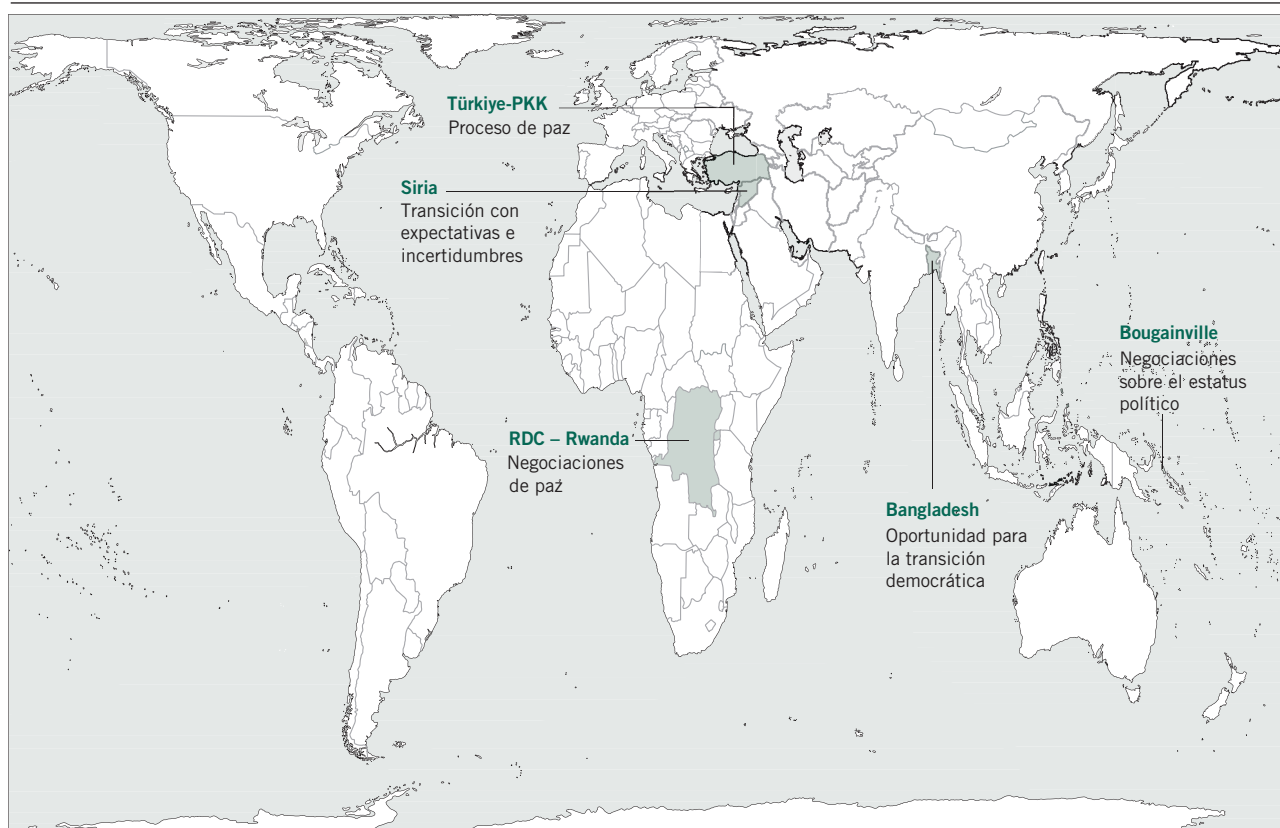 Türkiye-PKK
Proceso de paz
Siria
Transición con
expectativas e
incertidumbres
Bougainville
Negociaciones
sobre el estatus
político
RDC – Rwanda
Negociaciones
de paz
Bangladesh
Oportunidad para
la transición
democrática